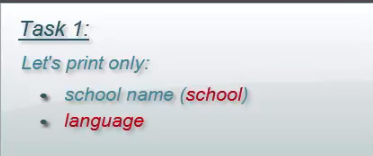 Task 1:
Let's print only:
• school name (school)
• language